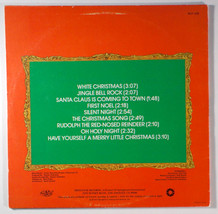 WHITE CHRISTMAS (3:07)
JINGLE BELL ROCK (2:07)
SANTA CLAUS IS COMING TO TOWN (1:48)
FIRST NOEL (2:18)
SILENT NIGHT (2:54)
THE CHRISTMAS SONG (2:49)
RUDOLPH THE RED-NOSED REINDEER (2:10)
OH HOLY NIGHT (2:32)
HAVE YOURSELF A MERRY LITTLE CHRISTMAS (3:10)